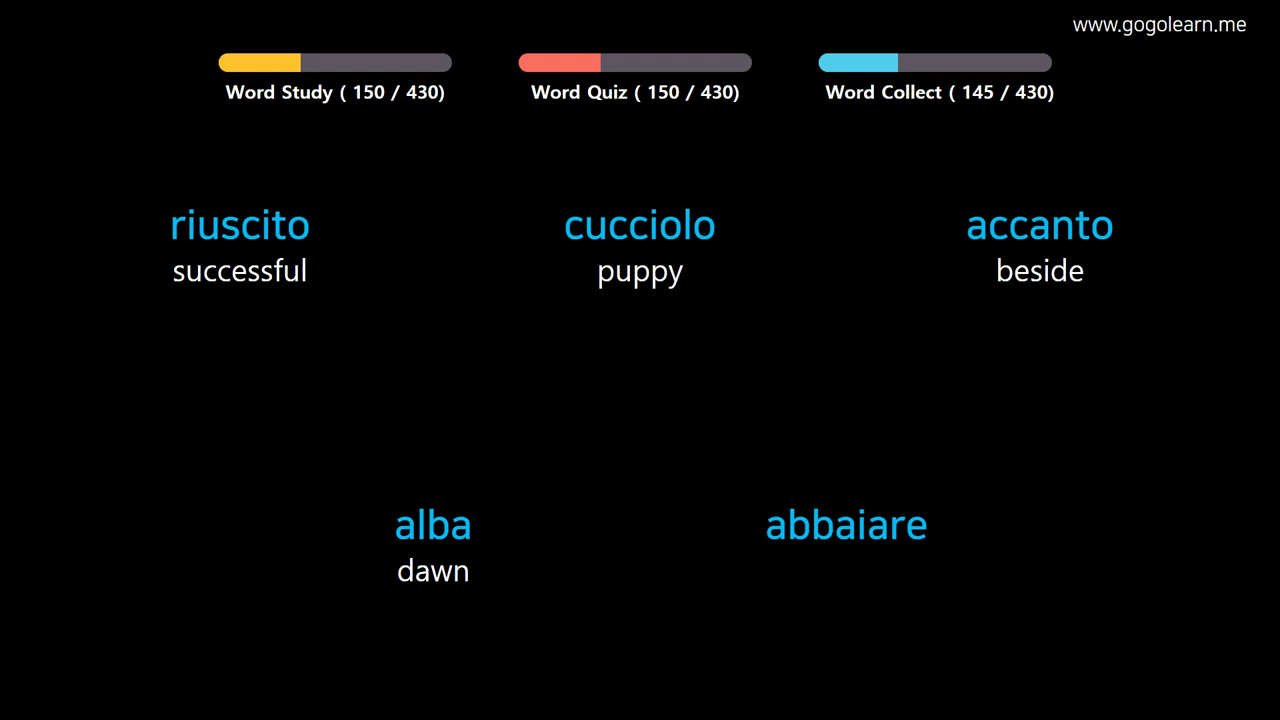 www.gogolearn.me
Word Study ( 150 / 430)
Word Quiz ( 150 / 430)
Word Collect ( 145 / 430)
riuscito
successful
cucciolo
puppy
accanto
beside
alba
dawn
abbaiare